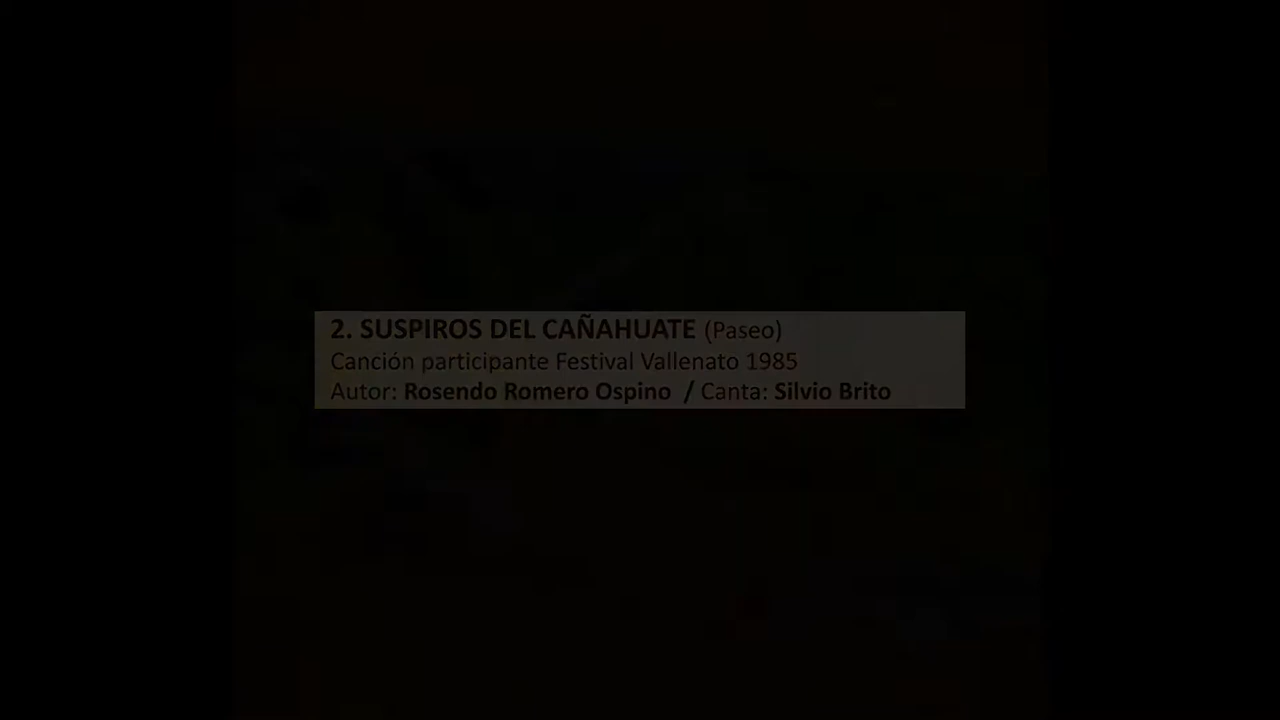 2. SUSPIROS DEL CAÑAHUATE (Paseo)
Canción participante Festival Vallenato 1985
Autor: Rosendo Romero Ospino / Canta: Silvio Brito